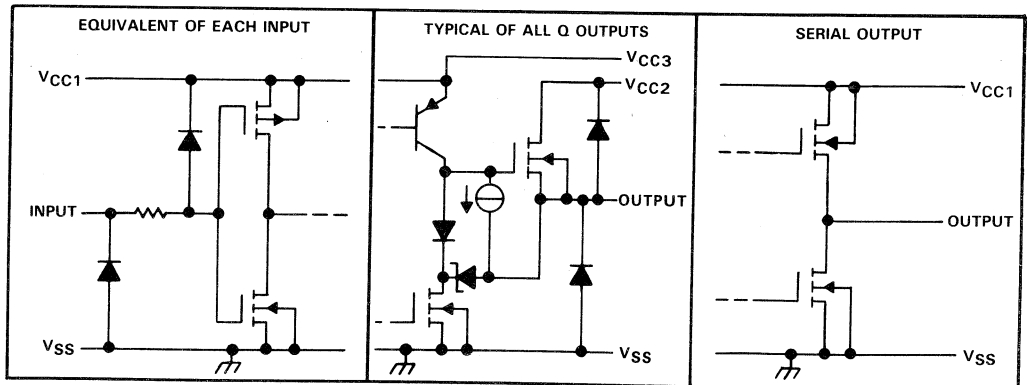 EQUIVALENT OF EACH INPUT
VCC1
INPUT
VSS
TYPICAL OF ALL Q OUTPUTS
VCC3
VCC2
OUTPUT
VSS
SERIAL OUTPUT
VCC1
OUTPUT
VSS